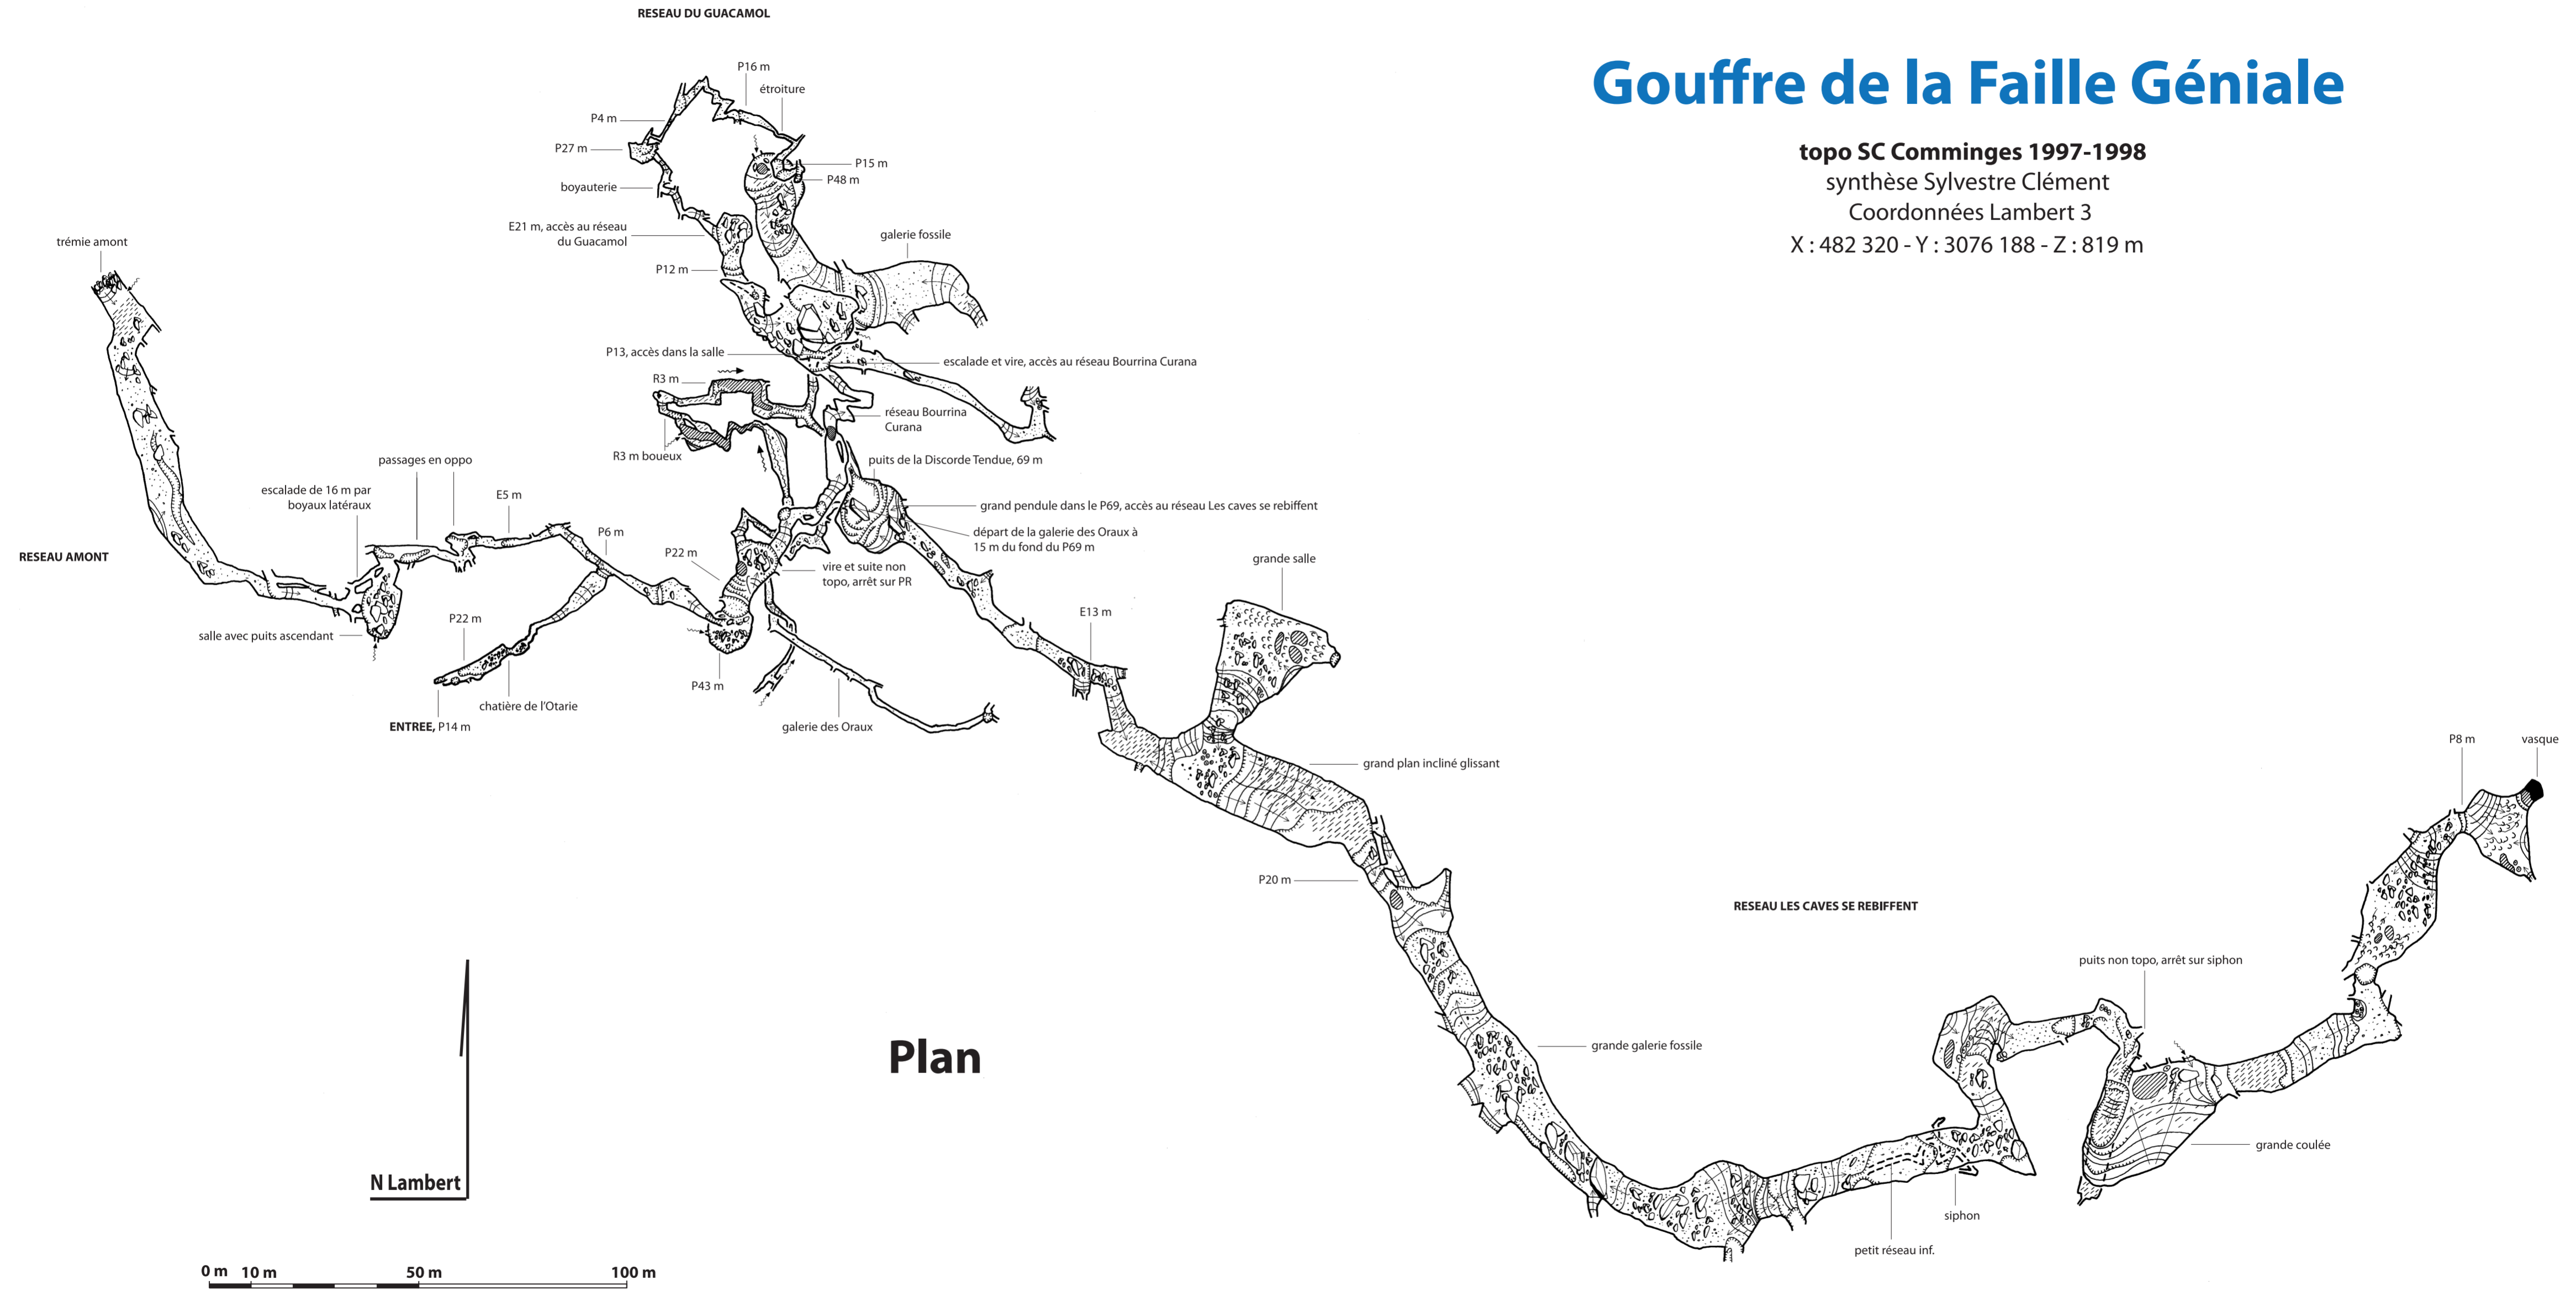 RESEAU DU GUACAMOL
Gouffre de la Faille Géniale
topo SC Comminges 1997-1998
synthèse Sylvestre Clément
Coordonnées Lambert 3
X : 482 320 - Y : 3076 188 - Z : 819 m
P16 m
étroiture
P4 m
P27 m
P15 m
P48 m
boyauterie
E21 m, accès au réseau
du Guacamol
galerie fossile
trémie amont
P12 m
P13, accès dans la salle
escalade et vire, accès au réseau Bourrina Curana
R3 m
réseau Bourrina
Curana
R3 m boueux
puits de la Discorde Tendue, 69 m
passages en oppo
escalade de 16 m par
boyaux latéraux
E5 m
grand pendule dans le P69, accès au réseau Les caves se rebiffent
départ de la galerie des Oraux à
15 m du fond du P69 m
P6 m
P22 m
RESEAU AMONT
vire et suite non
topo, arrêt sur PR
grande salle
E13 m
P22 m
salle avec puits ascendant
P43 m
chatière de l'Otarie
ENTREE, P14 m
galerie des Oraux
P8 m
vasque
grand plan incliné glissant
P20 m
RESEAU LES CAVES SE REBIFFENT
puits non topo, arrêt sur siphon
Plan
grande galerie fossile
grande coulée
N Lambert
siphon
petit réseau inf.
0 m 10 m 50 m 100 m